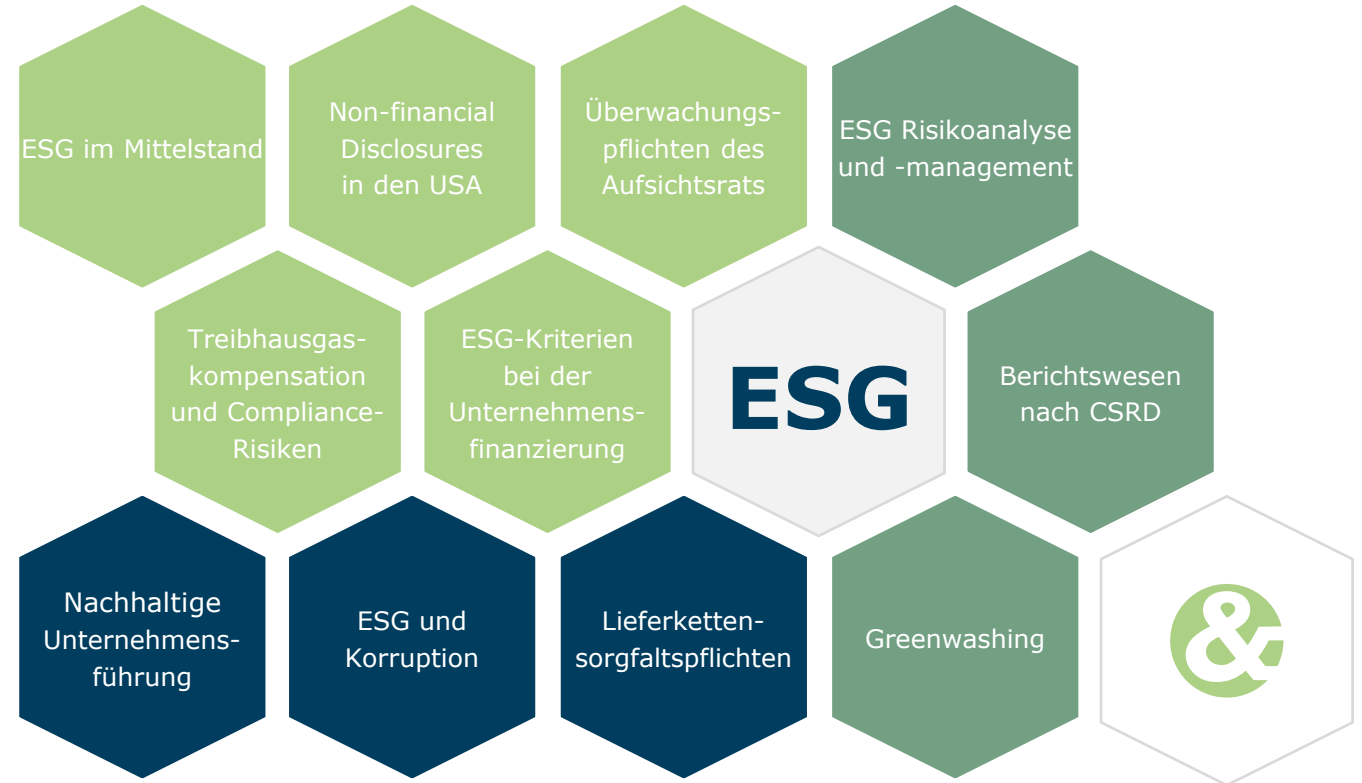 ESG im Mittelstand
Non-financial
Disclosures
in den USA
Überwachungs-
pflichten des
Aufsichtsrats
ESG Risikoanalyse
und -management
Treibhausgas-
kompensation
und Compliance-
Risiken
ESG-Kriterien
bei der
Unternehmens-
finanzierung
ESG
Berichtswesen
nach CSRD
Nachhaltige
Unternehmens-
führung
ESG und
Korruption
Lieferketten-
sorgfaltspflichten
Greenwashing
&